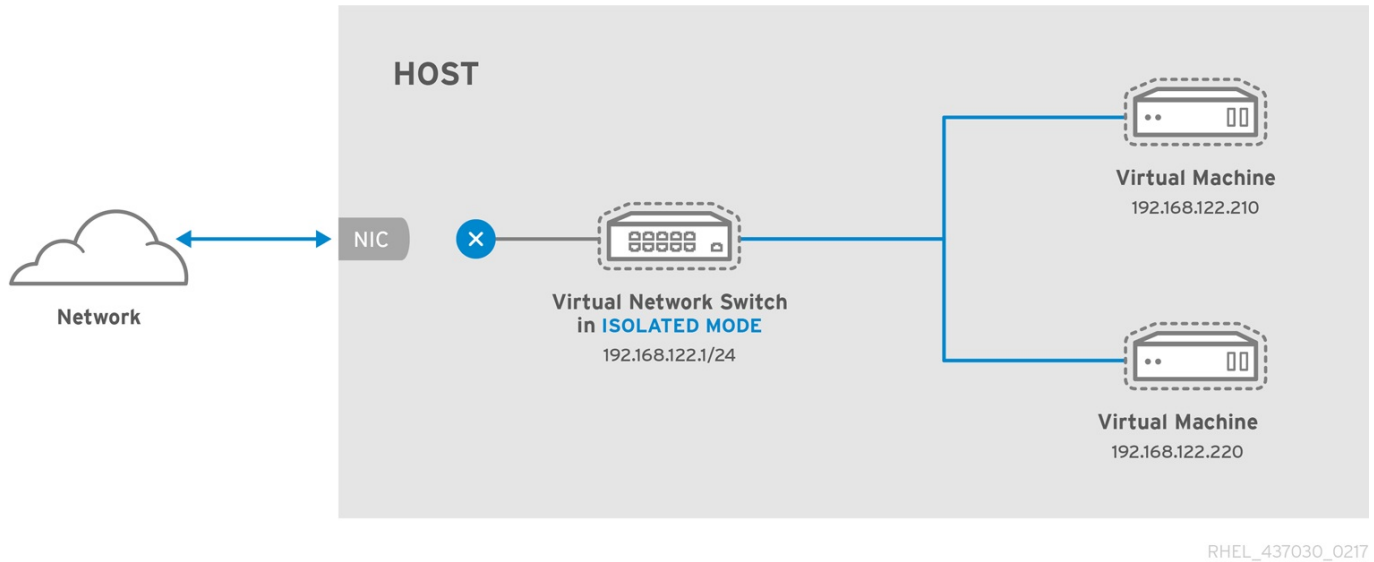 HOST
Virtual Machine
192.168.122.210
NIC
Network
Virtual Network Switch
in ISOLATED MODE
192.168.122.1/24
Virtual Machine
192.168.122.220
RHEL_437030_0217